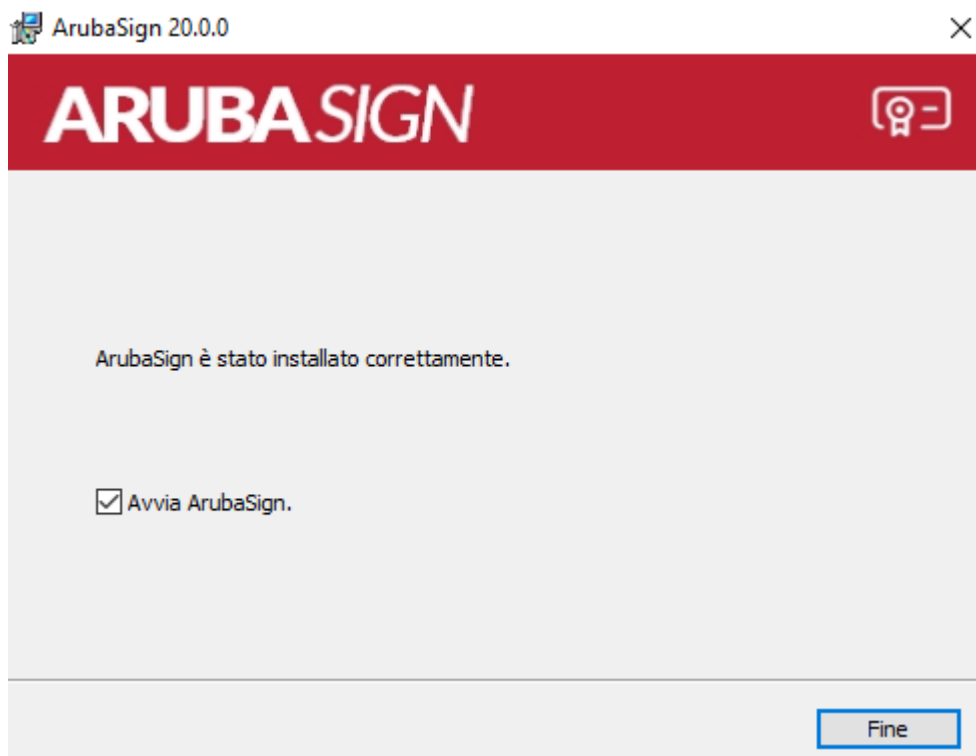 ArubaSign 20.0.0
ARUBASIGN
ArubaSign è stato installato correttamente.
Avvia ArubaSign.
Fine